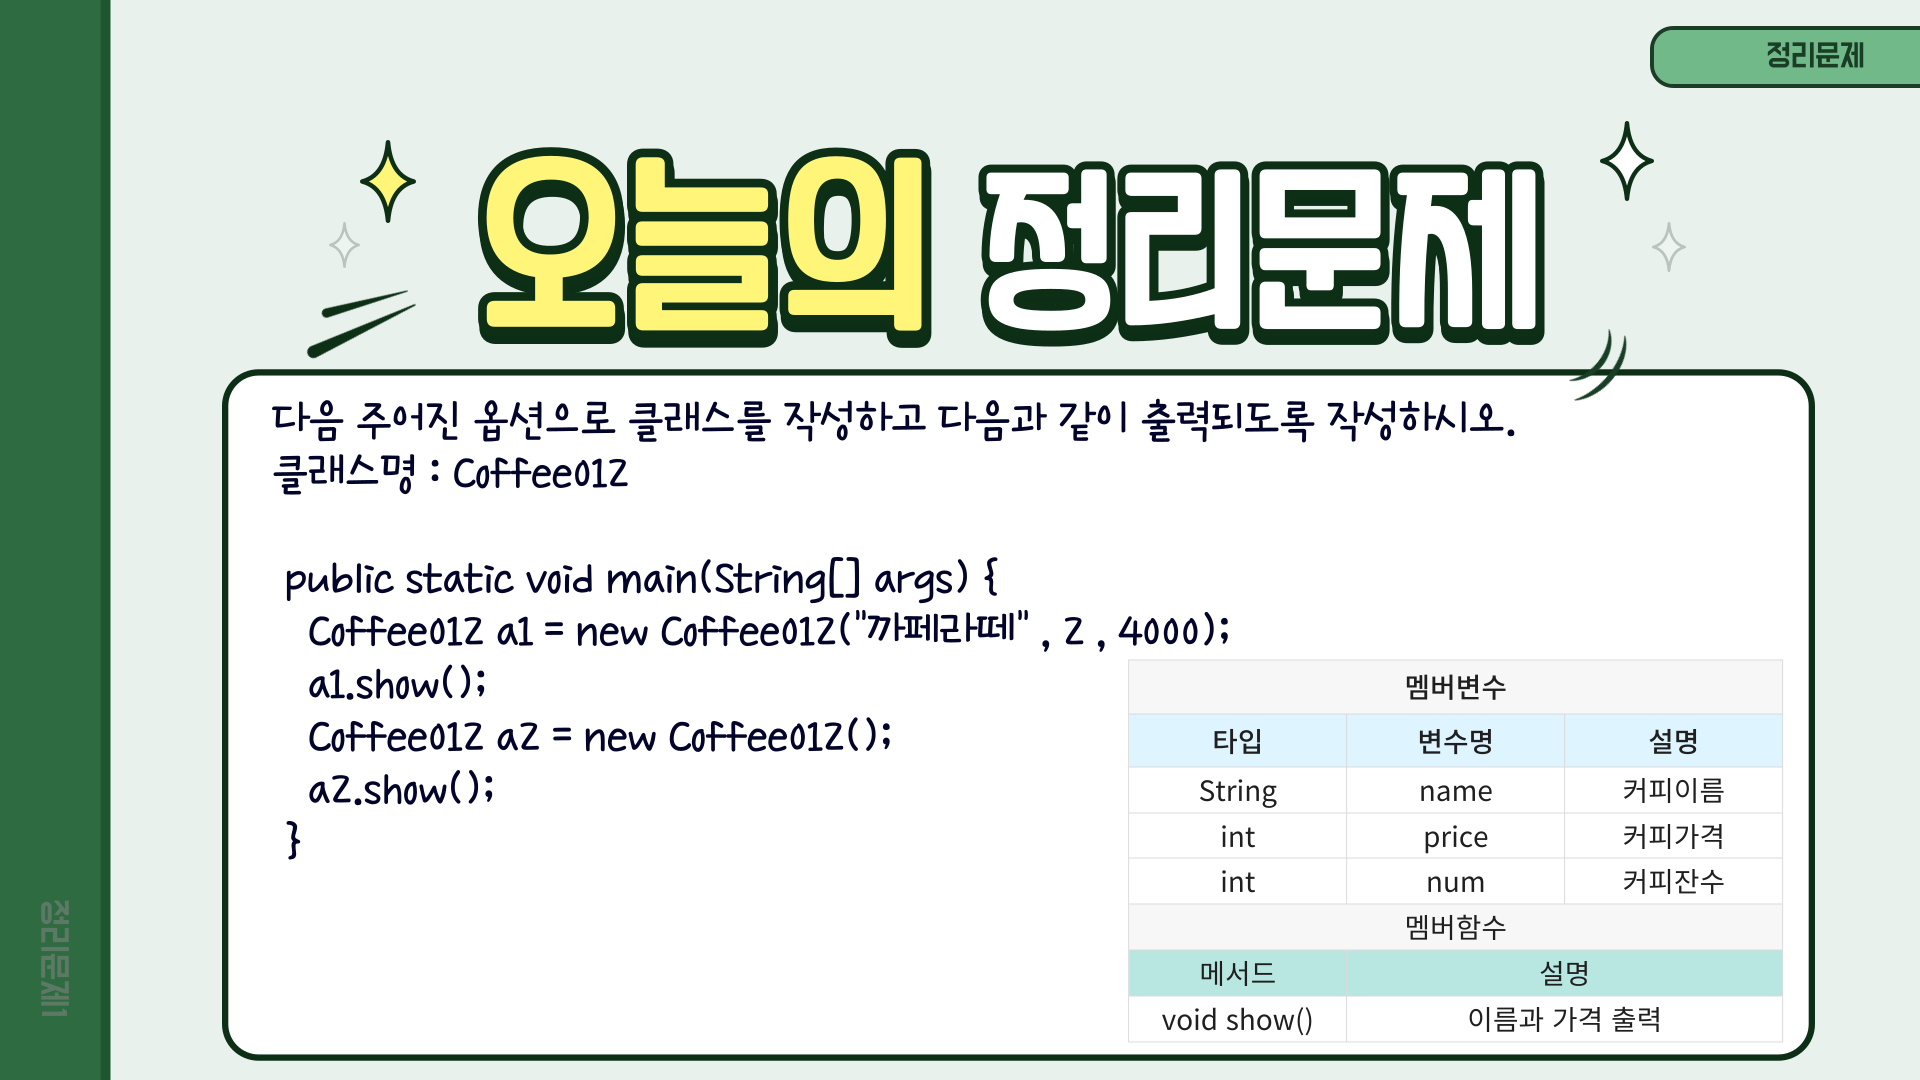 정리문제
오늘의 정리문제
다음 주어진 옵션으로 클래스를 작성하고 다음과 같이 출력되도록 작성하시오.
클래스명 : Coffee012
public static void main(String[] args) {
Coffee012 a1 = new Coffee012("까페라떼" , 2 , 4000);
a1.show();
Coffee012 a2 = new Coffee012();
a2.show();
}
멤버변수
타입 변수명 설명
String name 커피이름
int price 커피가격
int num 커피잔수
멤버함수
메서드 설명
void show() 이름과 가격 출력
정리문제1